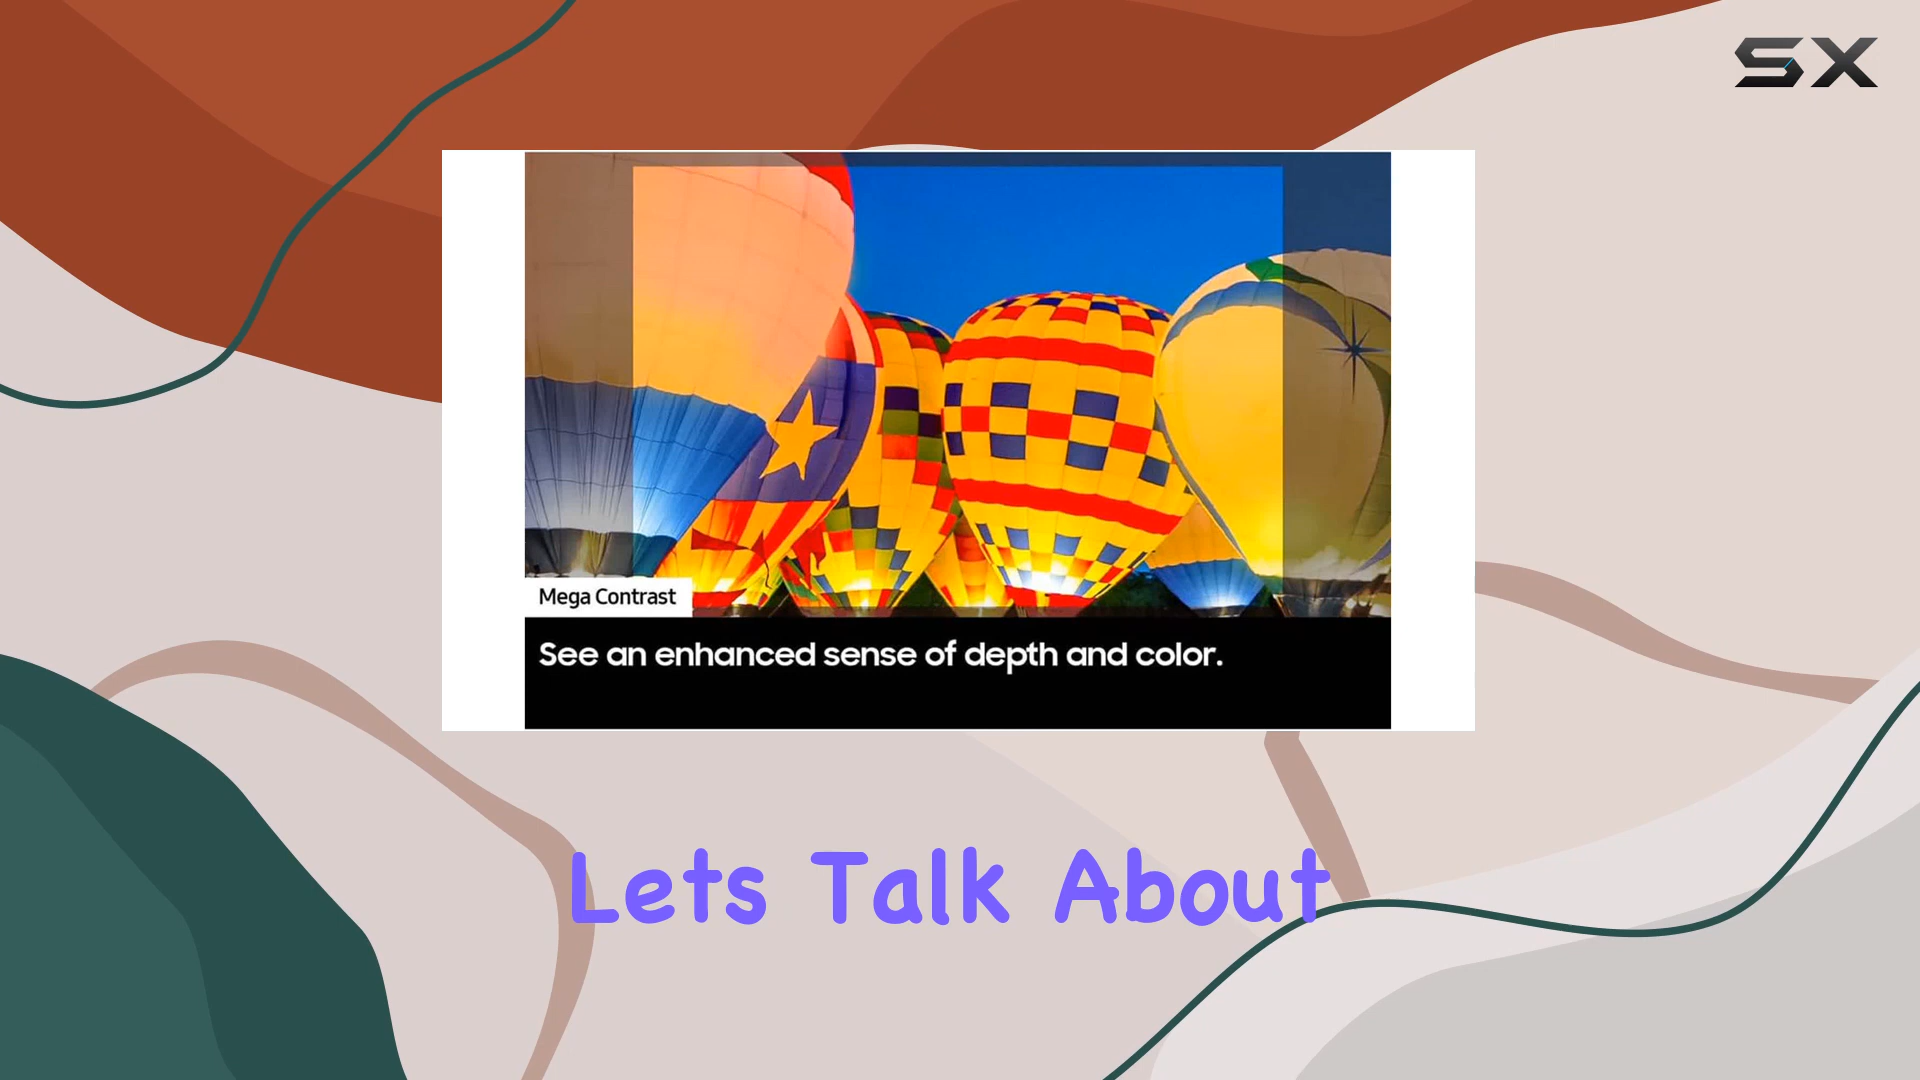 SX
Mega Contrast
See an enhanced sense of depth and color.
Lets Talk About